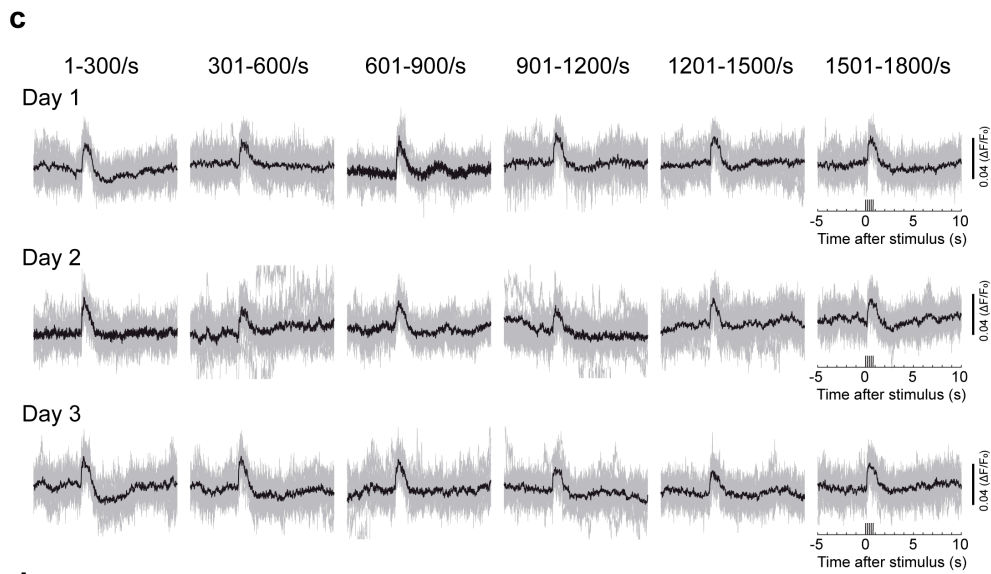 c
1-300/s 301-600/s 601-900/s 901-1200/s 1201-1500/s 1501-1800/s
Day 1
0.04 (ΔF/F₀)
-5 0 5 10
Time after stimulus (s)
Day 2
0.04 (ΔF/F₀)
-5 0 5 10
Time after stimulus (s)
Day 3
0.04 (ΔF/F₀)
-5 0 5 10
Time after stimulus (s)